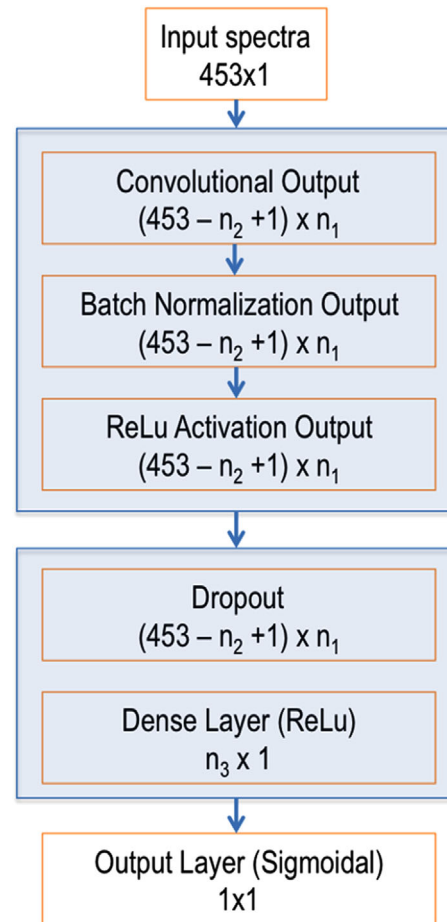 Input spectra
453x1
Convolutional Output
(453 – n₂ +1) x n₁
Batch Normalization Output
(453 – n₂ +1) x n₁
ReLu Activation Output
(453 – n₂ +1) x n₁
Dropout
(453 – n₂ +1) x n₁
Dense Layer (ReLu)
n₃ x 1
Output Layer (Sigmoidal)
1x1